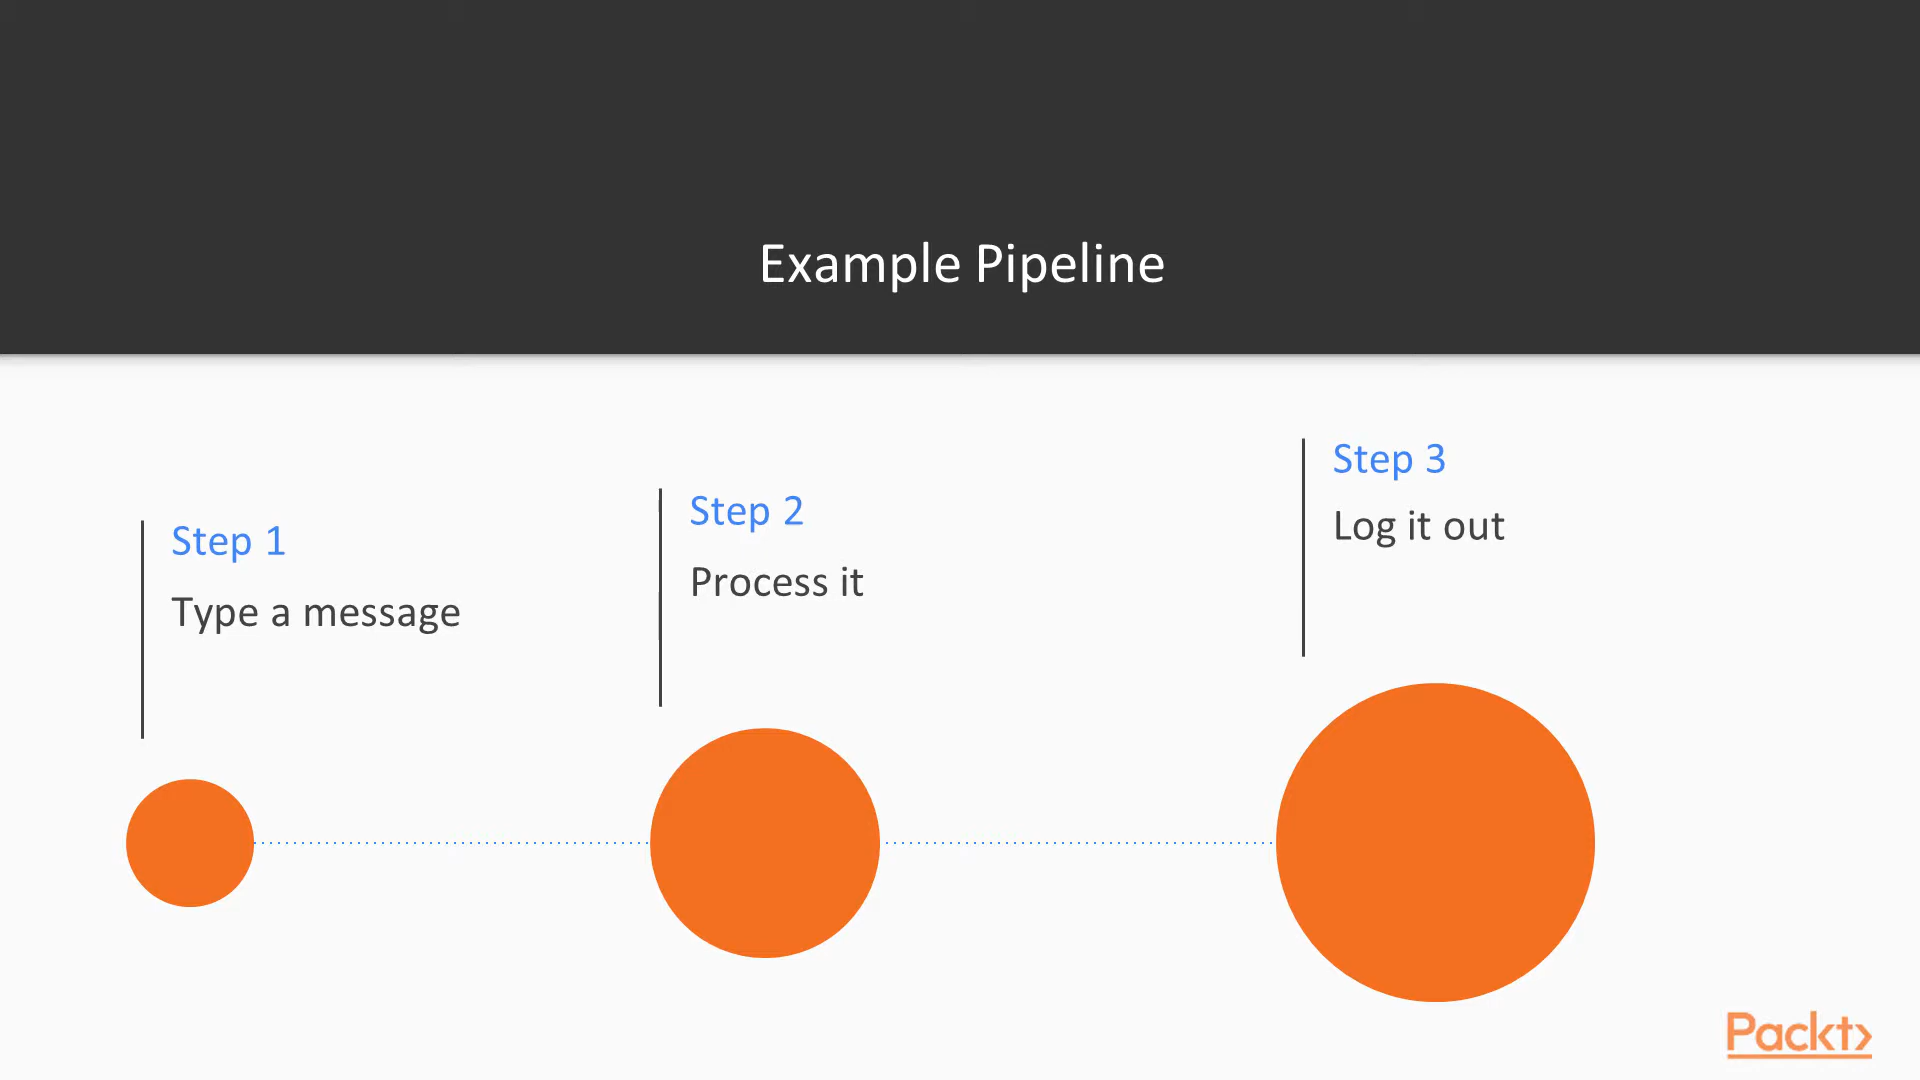 Example Pipeline
Step 1
Type a message
Step 2
Process it
Step 3
Log it out
Packt>